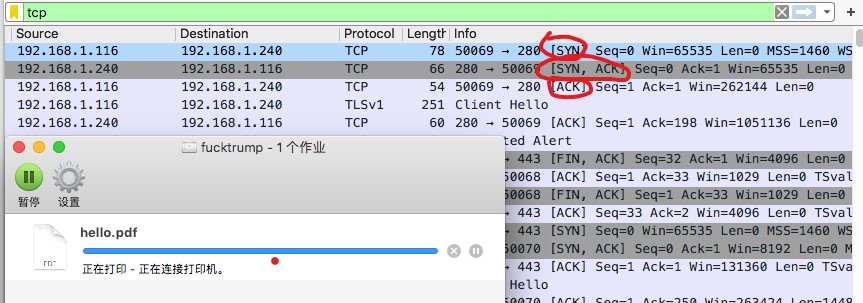 tcp
Source Destination Protocol Length Info
192.168.1.116 192.168.1.240 TCP 78 50069 → 280 [SYN] Seq=0 Win=65535 Len=0 MSS=1460 WS
192.168.1.240 192.168.1.116 TCP 66 280 → 50069 [SYN, ACK] Seq=0 Ack=1 Win=65535 Len=0
192.168.1.116 192.168.1.240 TCP 54 50069 → 280 [ACK] Seq=1 Ack=1 Win=262144 Len=0
192.168.1.116 192.168.1.240 TLSv1 251 Client Hello
192.168.1.240 192.168.1.116 TCP 60 280 → 50069 [ACK] Seq=1 Ack=198 Win=1051136 Len=0
ted Alert
→ 443 [FIN, ACK] Seq=32 Ack=1 Win=4096 Len=0
50068 [ACK] Seq=1 Ack=33 Win=1029 Len=0 TSval
50068 [FIN, ACK] Seq=1 Ack=33 Win=1029 Len=0
→ 443 [ACK] Seq=33 Ack=2 Win=4096 Len=0 TSval
→ 443 [SYN] Seq=0 Win=65535 Len=0 MSS=1460 WS
50070 [SYN, ACK] Seq=0 Ack=1 Win=8192 Len=0 M
→ 443 [ACK] Seq=1 Ack=1 Win=131360 Len=0 TSva
Hello
fucktrump - 1个作业
暂停 设置
hello.pdf
正在打印 - 正在连接打印机。